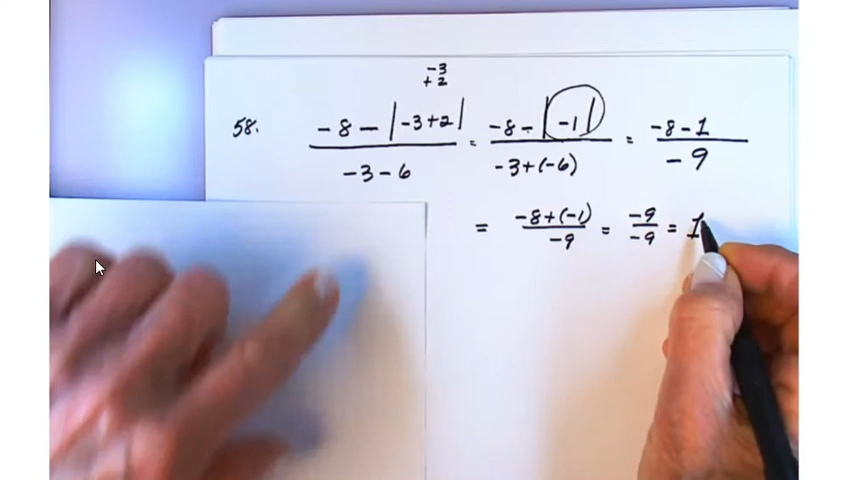 -3
+ 2
58. (-8 - |-3+2|)/(-3 - 6) = (-8 - |-1|)/(-3+(-6)) = (-8 - 1)/(-9)
= (-8+(-1))/(-9) = (-9)/(-9) = 1